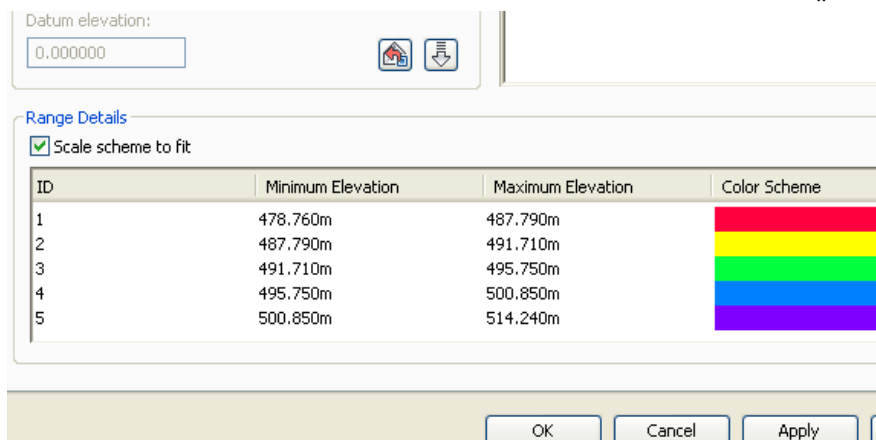 Datum elevation:
0.000000
Range Details
Scale scheme to fit
ID Minimum Elevation Maximum Elevation Color Scheme
1 478.760m 487.790m
2 487.790m 491.710m
3 491.710m 495.750m
4 495.750m 500.850m
5 500.850m 514.240m
OK Cancel Apply